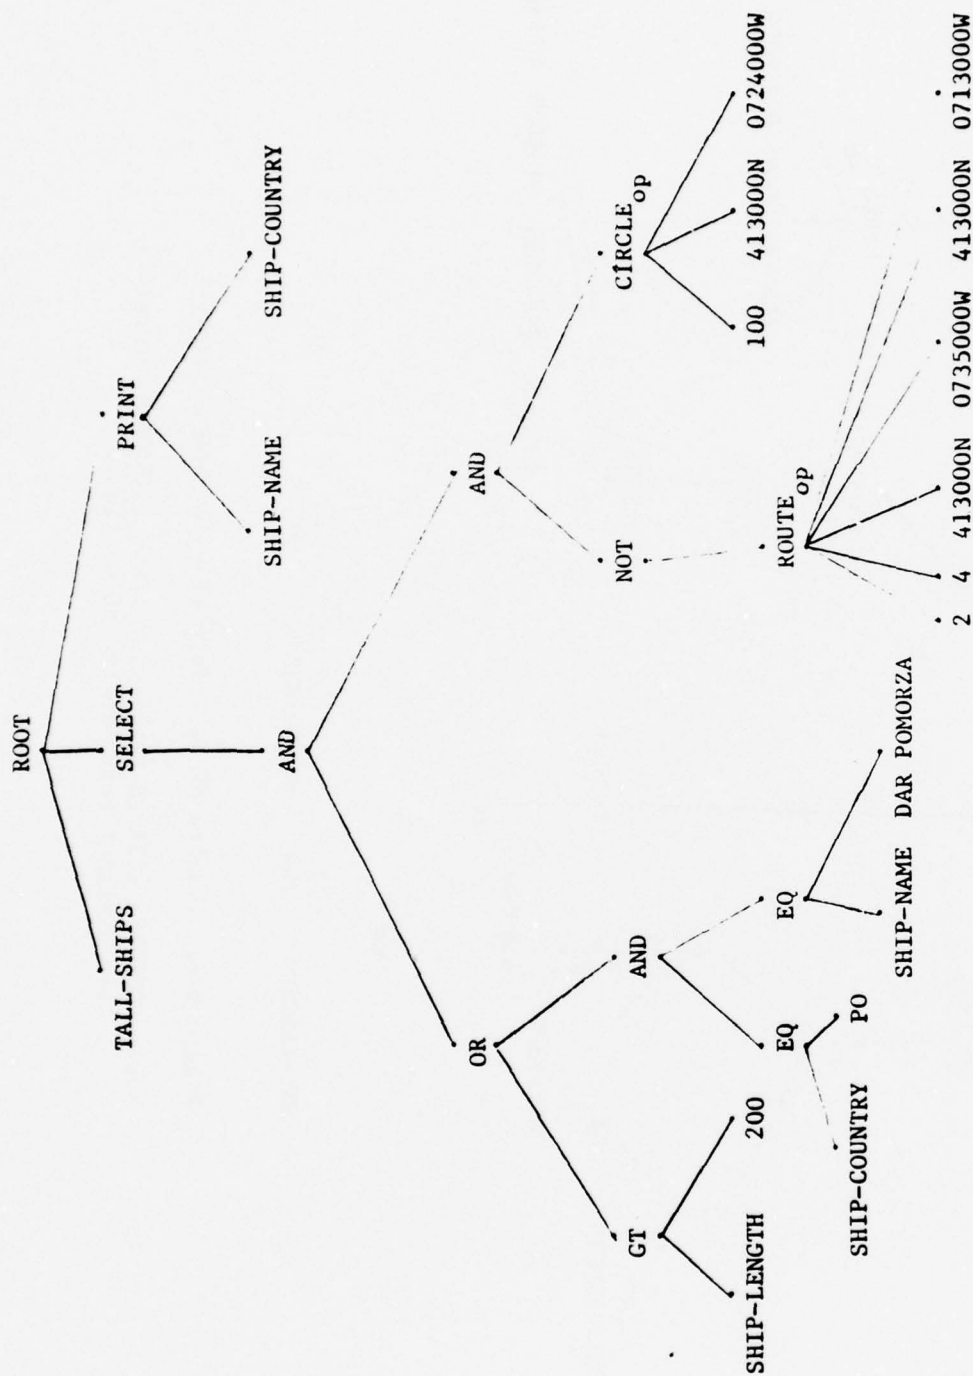 ROOT
TALL-SHIPS SELECT PRINT
SHIP-NAME SHIP-COUNTRY
AND
OR AND
GT AND NOT CIRCLEop
SHIP-LENGTH 200 EQ EQ ROUTEop 100 413000N 0724000W
SHIP-COUNTRY PO
SHIP-NAME DAR POMORZA
2 4 413000N 0735000W 413000N 0713000W